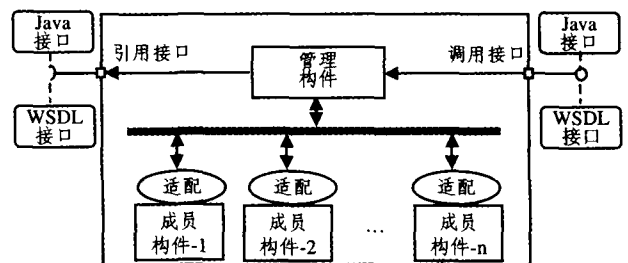 Java
接口
Java
接口
引用接口
管理
构件
调用接口
WSDL
接口
WSDL
接口
适配
适配
适配
成员
构件-1
成员
构件-2
…
成员
构件-n